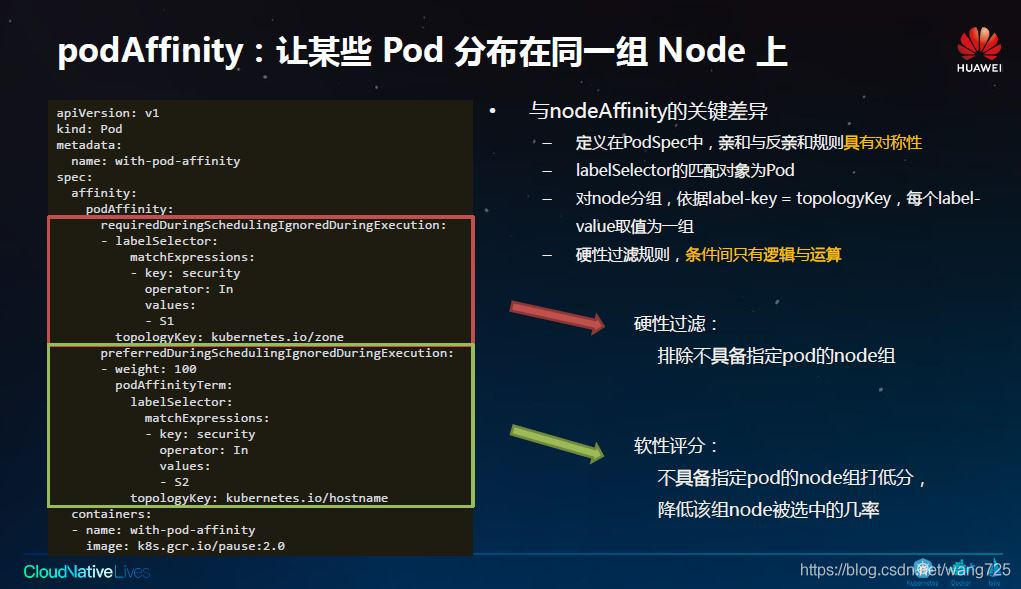 podAffinity：让某些 Pod 分布在同一组 Node 上
HUAWEI
apiVersion: v1
kind: Pod
metadata:
  name: with-pod-affinity
spec:
  affinity:
    podAffinity:
      requiredDuringSchedulingIgnoredDuringExecution:
      - labelSelector:
          matchExpressions:
          - key: security
            operator: In
            values:
            - S1
        topologyKey: kubernetes.io/zone
      preferredDuringSchedulingIgnoredDuringExecution:
      - weight: 100
        podAffinityTerm:
          labelSelector:
            matchExpressions:
            - key: security
              operator: In
              values:
              - S2
          topologyKey: kubernetes.io/hostname
  containers:
  - name: with-pod-affinity
    image: k8s.gcr.io/pause:2.0
• 与nodeAffinity的关键差异
– 定义在PodSpec中，亲和与反亲和规则具有对称性
– labelSelector的匹配对象为Pod
– 对node分组，依据label-key = topologyKey，每个label-
value取值为一组
– 硬性过滤规则，条件间只有逻辑与运算
硬性过滤：
排除不具备指定pod的node组
软性评分：
不具备指定pod的node组打低分，
降低该组node被选中的几率
CloudNativeLives
https://blog.csdn.net/wang725
Kubernetes
Docker
Istio